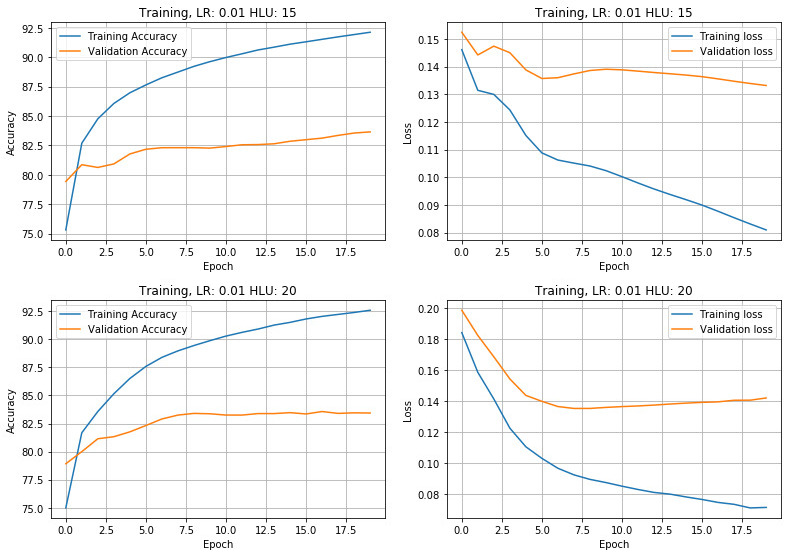 Training, LR: 0.01 HLU: 15
92.5
90.0
87.5
85.0
82.5
80.0
77.5
75.0
Accuracy
Training Accuracy
Validation Accuracy
0.0 2.5 5.0 7.5 10.0 12.5 15.0 17.5
Epoch
Training, LR: 0.01 HLU: 15
0.15
0.14
0.13
0.12
0.11
0.10
0.09
0.08
Loss
Training loss
Validation loss
0.0 2.5 5.0 7.5 10.0 12.5 15.0 17.5
Epoch
Training, LR: 0.01 HLU: 20
92.5
90.0
87.5
85.0
82.5
80.0
77.5
75.0
Accuracy
Training Accuracy
Validation Accuracy
0.0 2.5 5.0 7.5 10.0 12.5 15.0 17.5
Epoch
Training, LR: 0.01 HLU: 20
0.20
0.18
0.16
0.14
0.12
0.10
0.08
Loss
Training loss
Validation loss
0.0 2.5 5.0 7.5 10.0 12.5 15.0 17.5
Epoch